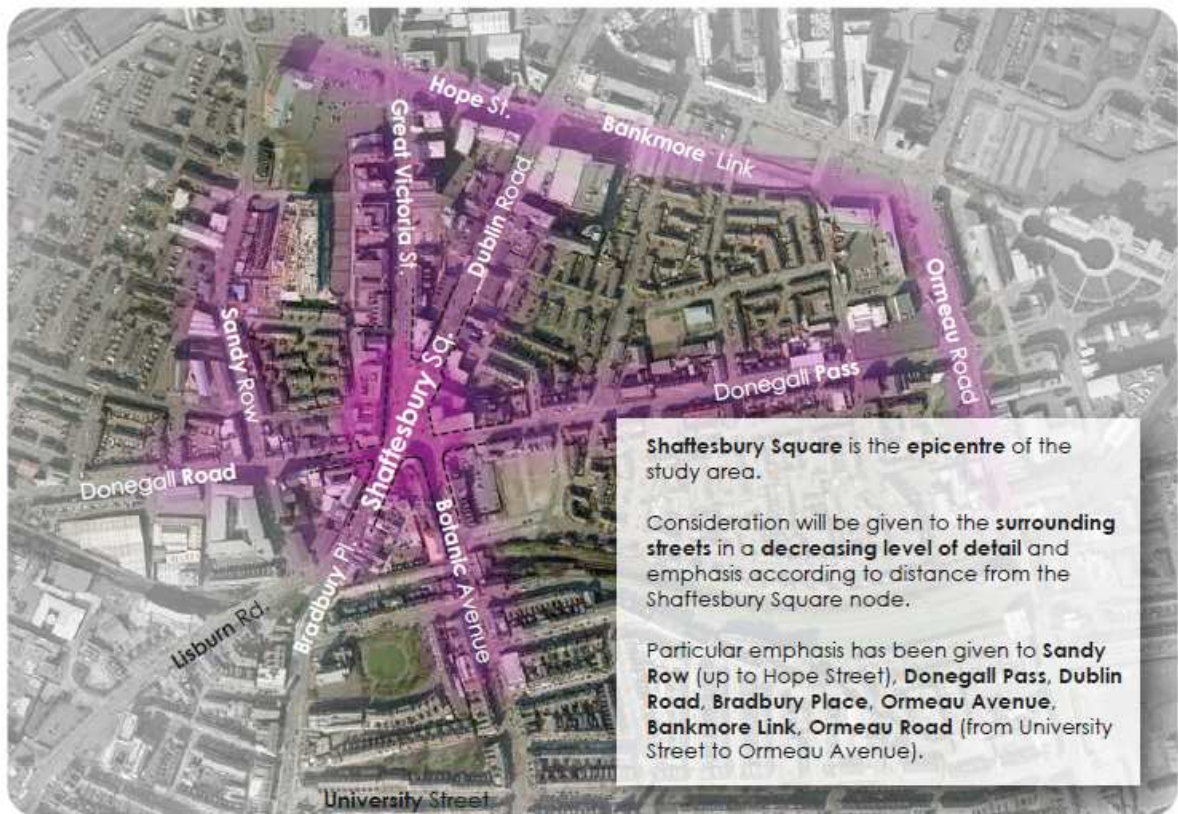 Hope St.
Bankmore Link
Great Victoria St.
Dublin Road
Ormeau Road
Sandy Row
Shaftesbury Sq.
Donegall Pass
Donegall Road
Botanic Avenue
Bradbury Pl.
Lisburn Rd.
University Street
Shaftesbury Square is the epicentre of the
study area.
Consideration will be given to the surrounding
streets in a decreasing level of detail and
emphasis according to distance from the
Shaftesbury Square node.
Particular emphasis has been given to Sandy
Row (up to Hope Street), Donegall Pass, Dublin
Road, Bradbury Place, Ormeau Avenue,
Bankmore Link, Ormeau Road (from University
Street to Ormeau Avenue).